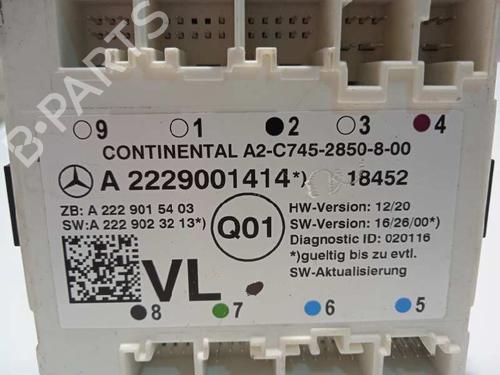 B-PARTS
9 1 2 3 4
CONTINENTAL A2-C745-2850-8-00
A 2229001414*) 18452
ZB: A 222 901 54 03
SW: A 222 902 32 13*)
Q01
HW-Version: 12/20
SW-Version: 16/26/00*)
Diagnostic ID: 020116
*)gueltig bis zu evtl.
SW-Aktualisierung
VL
8 7 6 5